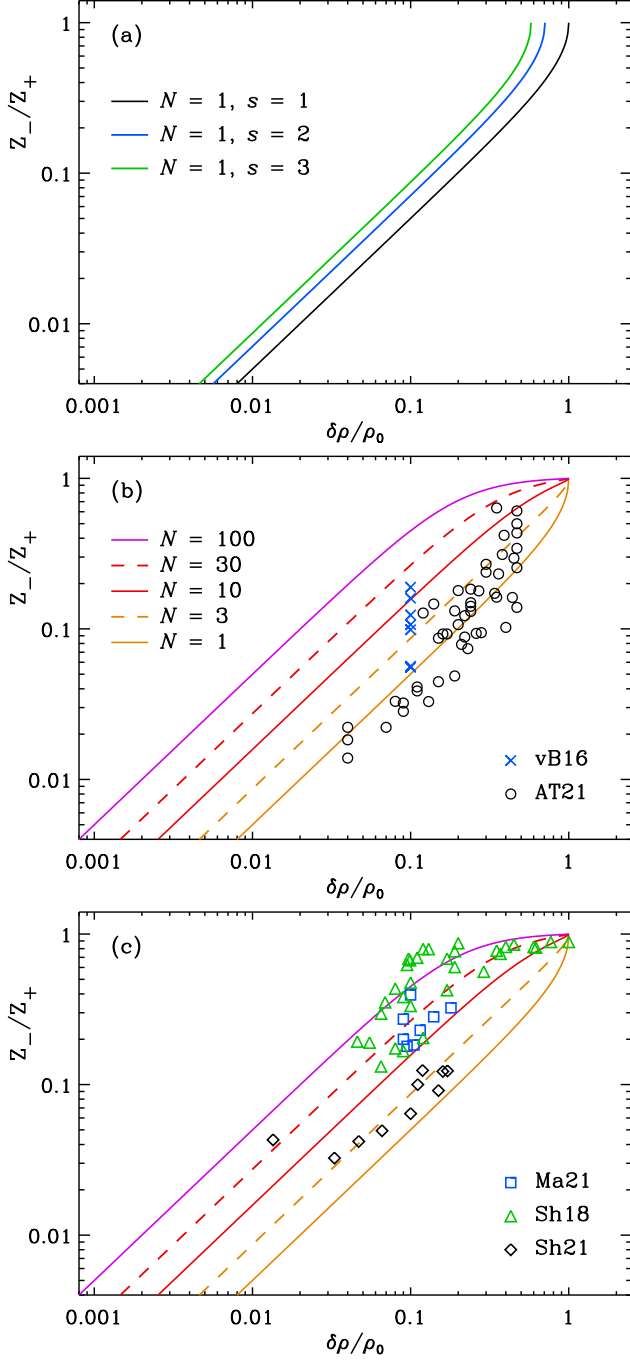 (a)
1
0.1
0.01
Z_/Z+
N = 1, s = 1
N = 1, s = 2
N = 1, s = 3
0.001 0.01 0.1 1
δρ/ρ0
(b)
1
0.1
0.01
Z_/Z+
N = 100
N = 30
N = 10
N = 3
N = 1
vB16
AT21
0.001 0.01 0.1 1
δρ/ρ0
(c)
1
0.1
0.01
Z_/Z+
Ma21
Sh18
Sh21
0.001 0.01 0.1 1
δρ/ρ0